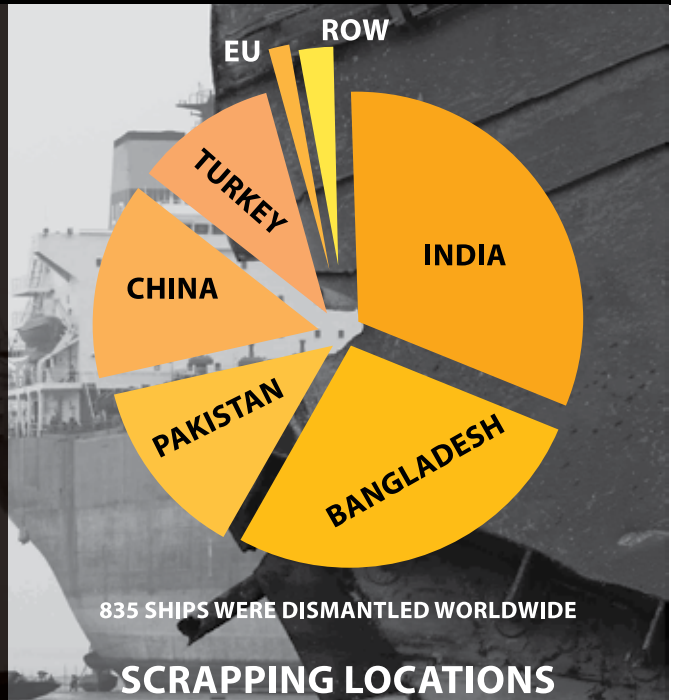 ROW
EU
TURKEY
INDIA
CHINA
PAKISTAN
BANGLADESH
835 SHIPS WERE DISMANTLED WORLDWIDE
SCRAPPING LOCATIONS